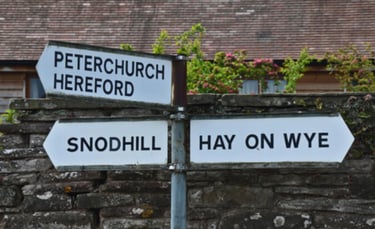 PETERCHURCH
HEREFORD
SNODHILL
HAY ON WYE